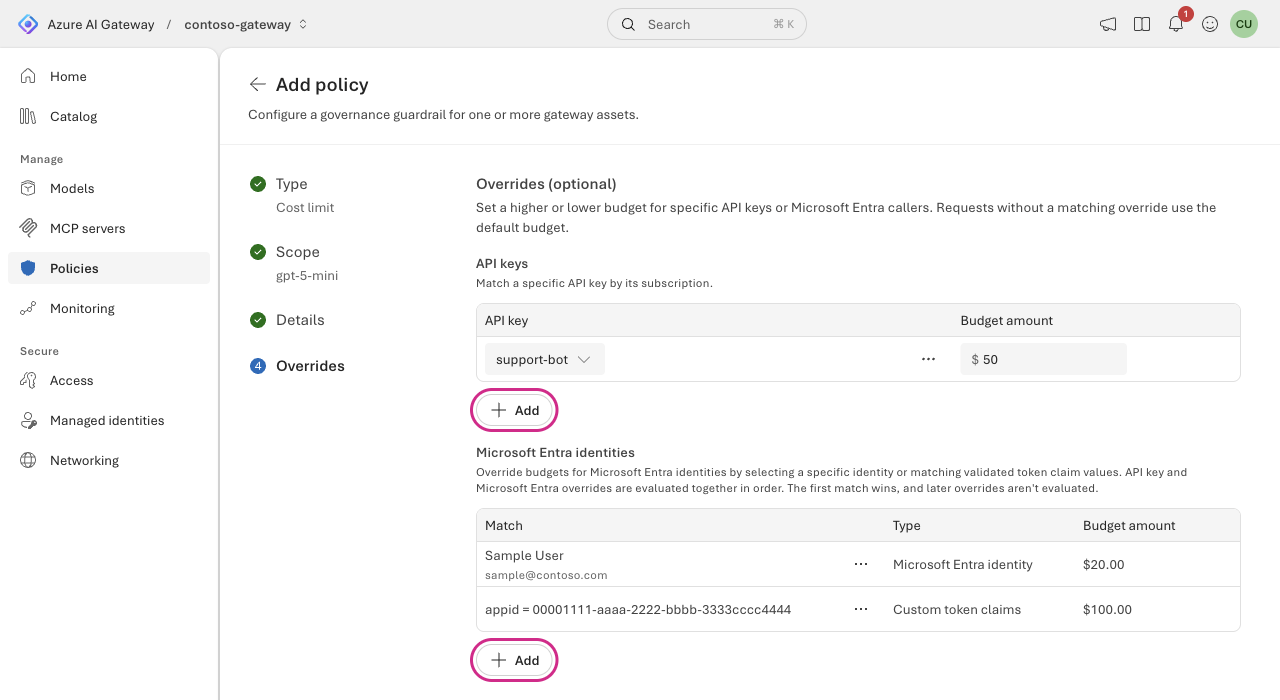 Azure AI Gateway / contoso-gateway
Search
⌘ K
1
CU
Home
Catalog
Manage
Models
MCP servers
Policies
Monitoring
Secure
Access
Managed identities
Networking
Add policy
Configure a governance guardrail for one or more gateway assets.
Type
Cost limit
Scope
gpt-5-mini
Details
4 Overrides
Overrides (optional)
Set a higher or lower budget for specific API keys or Microsoft Entra callers. Requests without a matching override use the
default budget.
API keys
Match a specific API key by its subscription.
API key Budget amount
support-bot ··· $ 50
+ Add
Microsoft Entra identities
Override budgets for Microsoft Entra identities by selecting a specific identity or matching validated token claim values. API key and
Microsoft Entra overrides are evaluated together in order. The first match wins, and later overrides aren't evaluated.
Match Type Budget amount
Sample User
sample@contoso.com ··· Microsoft Entra identity $20.00
appid = 00001111-aaaa-2222-bbbb-3333cccc4444 ··· Custom token claims $100.00
+ Add